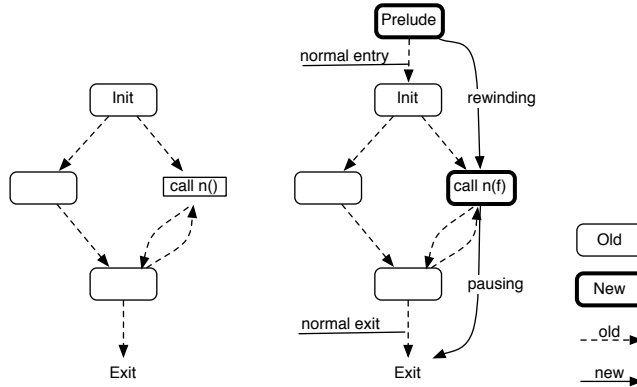 Prelude
normal entry
Init
Init
rewinding
call n()
call n(f)
Old
pausing
New
normal exit
old
Exit
Exit
new